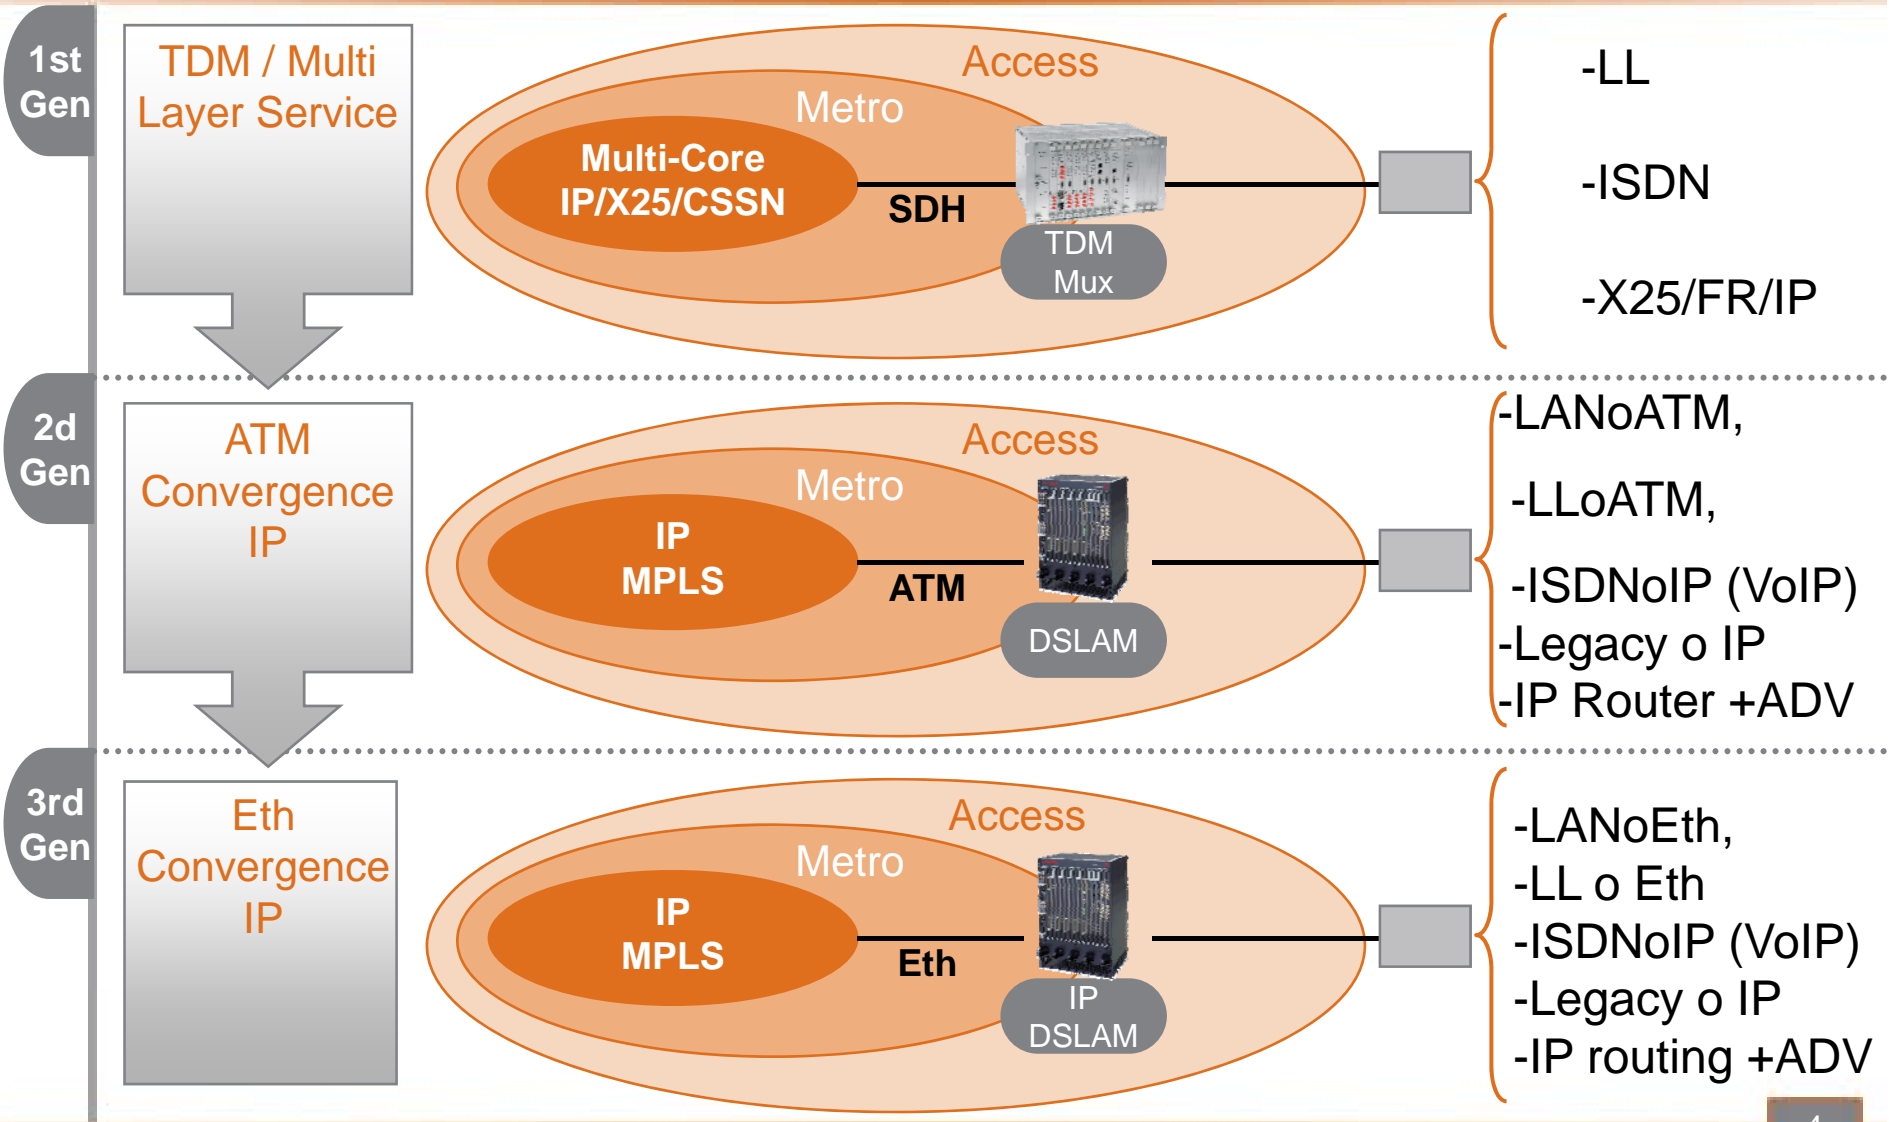 1st
Gen
TDM / Multi
Layer Service
Access
Metro
Multi-Core
IP/X25/CSSN
SDH
TDM
Mux
-LL
-ISDN
-X25/FR/IP
2d
Gen
ATM
Convergence
IP
Access
Metro
IP
MPLS
ATM
DSLAM
-LANoATM,
-LLoATM,
-ISDNoIP (VoIP)
-Legacy o IP
-IP Router +ADV
3rd
Gen
Eth
Convergence
IP
Access
Metro
IP
MPLS
Eth
IP
DSLAM
-LANoEth,
-LL o Eth
-ISDNoIP (VoIP)
-Legacy o IP
-IP routing +ADV